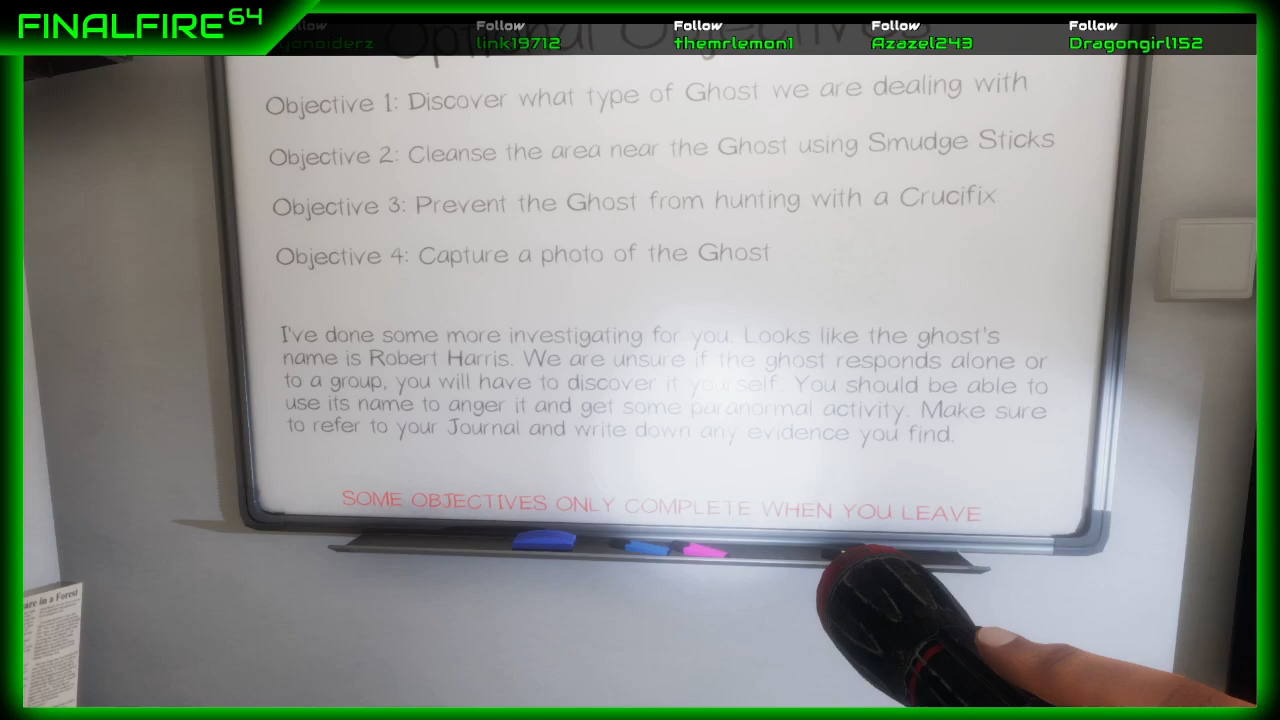 FINALFIRE64
Follow Follow Follow Follow Follow
link19712 themrlemon1 Azazel243 Dragongirl152
Optional Objectives
Objective 1: Discover what type of Ghost we are dealing with
Objective 2: Cleanse the area near the Ghost using Smudge Sticks
Objective 3: Prevent the Ghost from hunting with a Crucifix
Objective 4: Capture a photo of the Ghost
I've done some more investigating for you. Looks like the ghost's
name is Robert Harris. We are unsure if the ghost responds alone or
to a group, you will have to discover it yourself. You should be able to
use its name to anger it and get some paranormal activity. Make sure
to refer to your Journal and write down any evidence you find.
SOME OBJECTIVES ONLY COMPLETE WHEN YOU LEAVE
are in a Forest